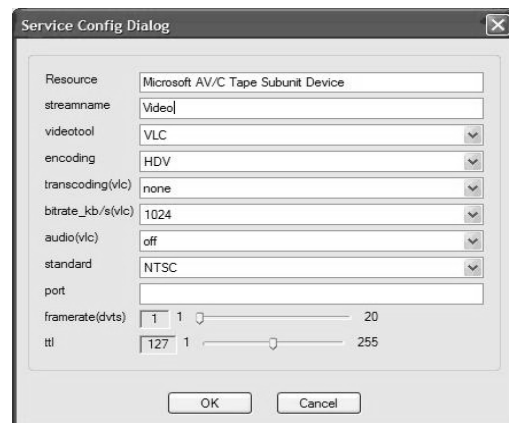 Service Config Dialog
Resource Microsoft AV/C Tape Subunit Device
streamname Video
videotool VLC
encoding HDV
transcoding(vlc) none
bitrate_kb/s(vlc) 1024
audio(vlc) off
standard NTSC
port
framerate(dvts) 1 1 20
ttl 127 1 255
OK Cancel